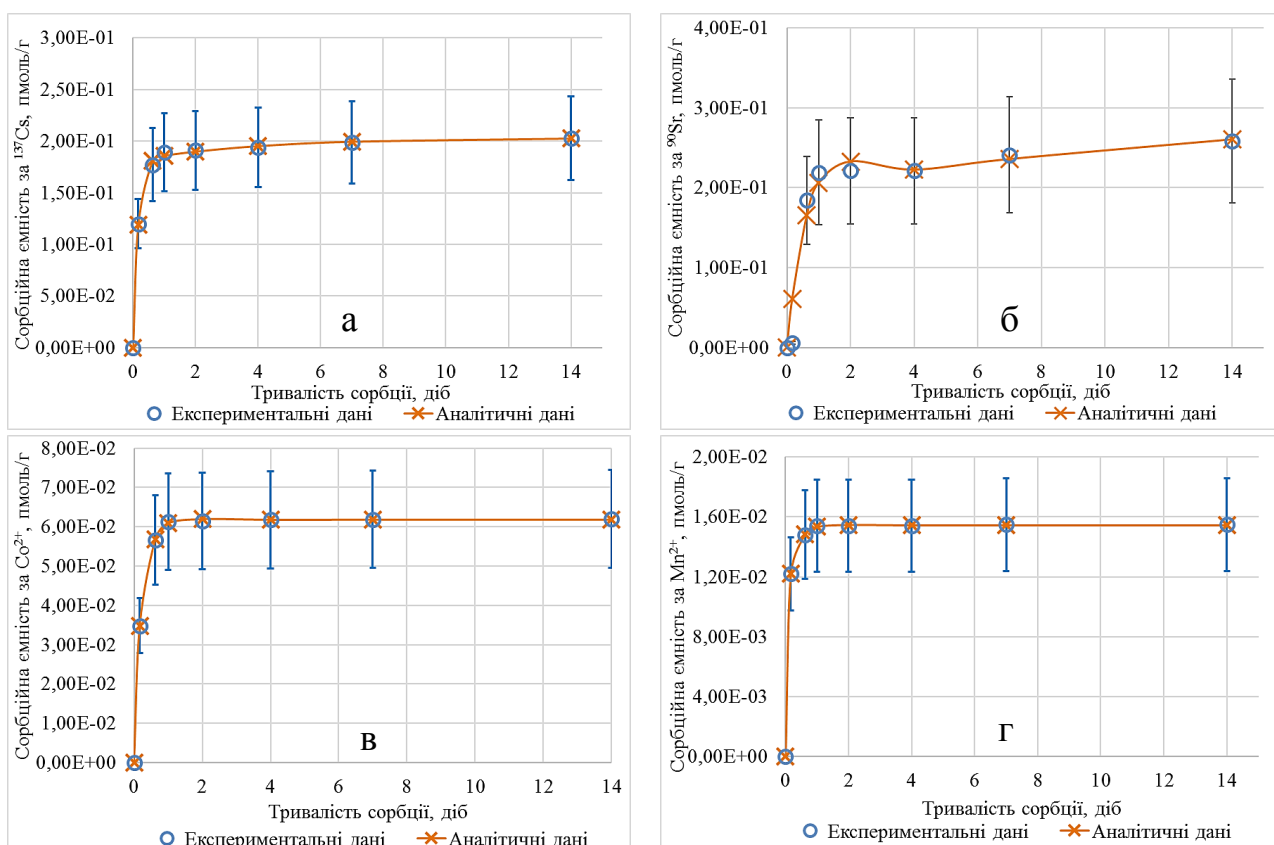 Сорбційна ємність за ¹³⁷Cs, пмоль/г
3,00E-01
2,50E-01
2,00E-01
1,50E-01
1,00E-01
5,00E-02
0,00E+00
а
0 2 4 6 8 10 12 14
Тривалість сорбції, діб
Експериментальні дані Аналітичні дані
Сорбційна ємність за ⁹⁰Sr, пмоль/г
4,00E-01
3,00E-01
2,00E-01
1,00E-01
0,00E+00
б
0 2 4 6 8 10 12 14
Тривалість сорбції, діб
Експериментальні дані Аналітичні дані
Сорбційна ємність за Co²⁺, пмоль/г
8,00E-02
7,00E-02
6,00E-02
5,00E-02
4,00E-02
3,00E-02
2,00E-02
1,00E-02
0,00E+00
в
0 2 4 6 8 10 12 14
Тривалість сорбції, діб
Експериментальні дані Аналітичні дані
Сорбційна ємність за Mn²⁺, пмоль/г
2,00E-02
1,60E-02
1,20E-02
8,00E-03
4,00E-03
0,00E+00
г
0 2 4 6 8 10 12 14
Тривалість сорбції, діб
Експериментальні дані Аналітичні дані